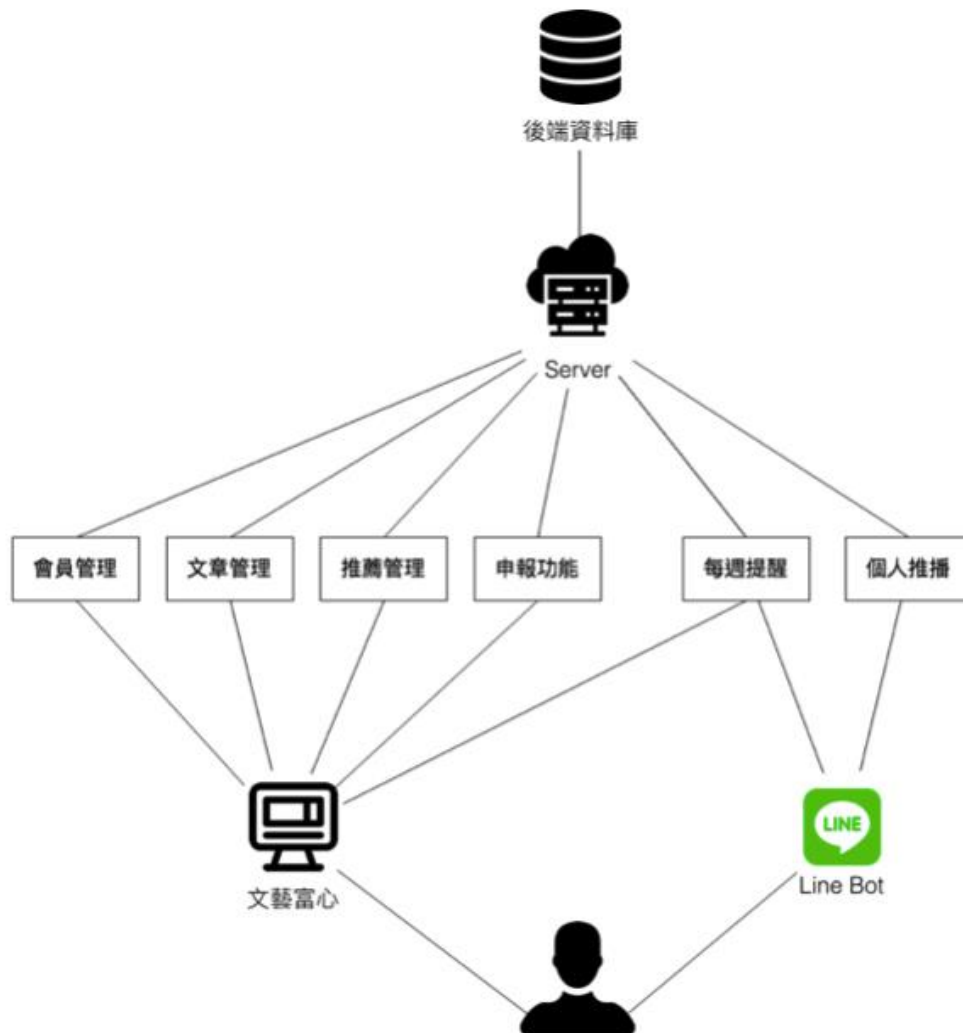 後端資料庫
Server
會員管理
文章管理
推薦管理
申報功能
每週提醒
個人推播
LINE
文藝富心
Line Bot